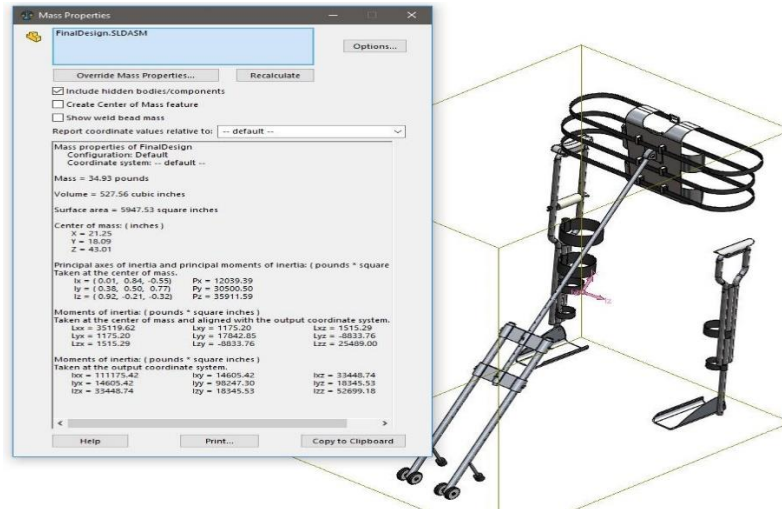 Mass Properties
FinalDesign.SLDASM
Options...
Override Mass Properties...
Recalculate
Include hidden bodies/components
Create Center of Mass feature
Show weld bead mass
Report coordinate values relative to: -- default --
Mass properties of FinalDesign
Configuration: Default
Coordinate system: -- default --
Mass = 34.93 pounds
Volume = 527.56 cubic inches
Surface area = 5947.53 square inches
Center of mass: ( inches )
X = 21.25
Y = 18.09
Z = 43.01
Principal axes of inertia and principal moments of inertia: ( pounds * square
Taken at the center of mass.
Ix = ( 0.01, 0.84, -0.55) Px = 12039.39
Iy = ( 0.38, 0.50, 0.77) Py = 30500.50
Iz = ( 0.92, -0.21, -0.32) Pz = 35911.59
Moments of inertia: ( pounds * square inches )
Taken at the center of mass and aligned with the output coordinate system.
Lxx = 35119.62 Lxy = 1175.20 Lxz = 1515.29
Lyx = 1175.20 Lyy = 17842.85 Lyz = -8833.76
Lzx = 1515.29 Lzy = -8833.76 Lzz = 25489.00
Moments of inertia: ( pounds * square inches )
Taken at the output coordinate system.
Ixx = 111175.42 Ixy = 14605.42 Ixz = 33448.74
Iyx = 14605.42 Iyy = 98247.30 Iyz = 18345.53
Izx = 33448.74 Izy = 18345.53 Izz = 52699.18
Help
Print...
Copy to Clipboard